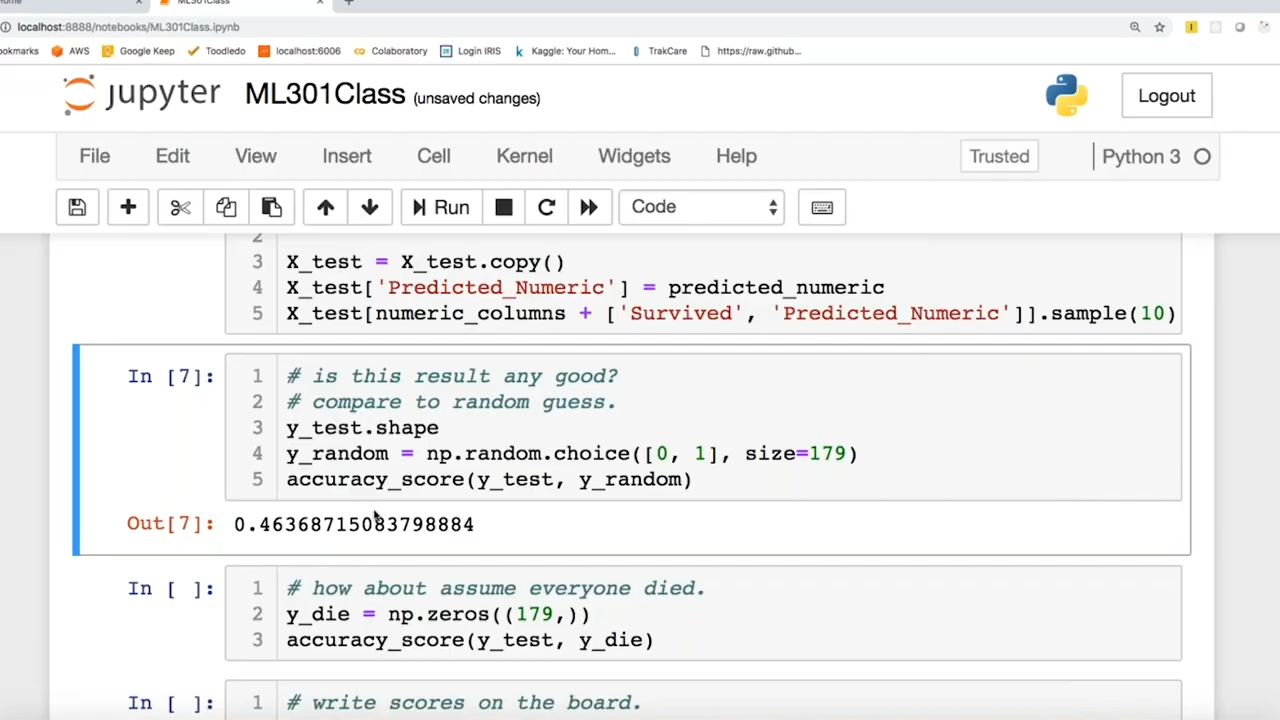 Home
ML301Class
localhost:8888/notebooks/ML301Class.ipynb
ookmarks AWS Google Keep Toodledo localhost:6006 Colaboratory Login IRIS Kaggle: Your Hom... TrakCare https://raw.github...
jupyter ML301Class (unsaved changes) Logout
File Edit View Insert Cell Kernel Widgets Help Trusted Python 3
Run Code
2
3 X_test = X_test.copy()
4 X_test['Predicted_Numeric'] = predicted_numeric
5 X_test[numeric_columns + ['Survived', 'Predicted_Numeric']].sample(10)
In [7]: 1 # is this result any good?
2 # compare to random guess.
3 y_test.shape
4 y_random = np.random.choice([0, 1], size=179)
5 accuracy_score(y_test, y_random)
Out[7]: 0.46368715083798884
In [ ]: 1 # how about assume everyone died.
2 y_die = np.zeros((179,))
3 accuracy_score(y_test, y_die)
In [ ]: 1 # write scores on the board.